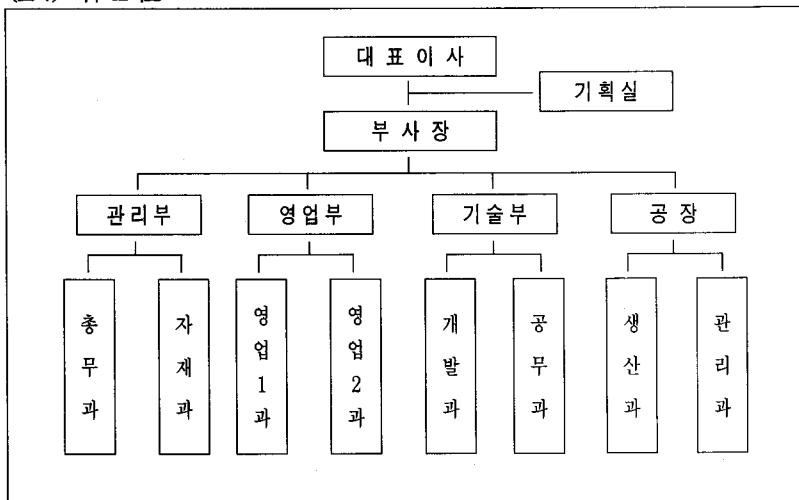 대표이사
기획실
부사장
관리부 영업부 기술부 공장
총무과 자재과 영업1과 영업2과 개발과 공무과 생산과 관리과